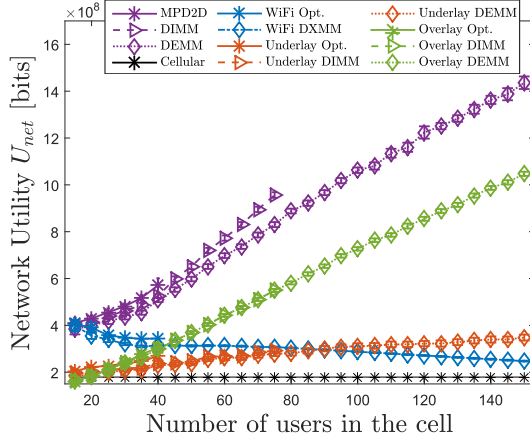 ×10⁸
MPD2D WiFi Opt. Underlay DEMM
DIMM WiFi DXMM Overlay Opt.
DEMM Underlay Opt. Overlay DIMM
Cellular Underlay DIMM Overlay DEMM
16
14
12
10
8
6
4
2
Network Utility U_net [bits]
20 40 60 80 100 120 140
Number of users in the cell